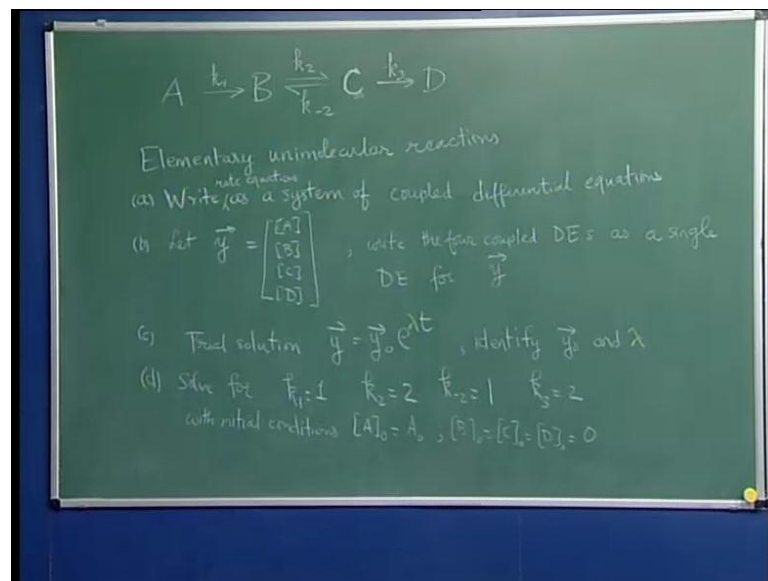 A k₁→ B k₂⇌k₋₂ C k₃→ D
Elementary unimolecular reactions
(a) Write rate equations as a system of coupled differential equations
(b) Let y⃗ = [[A] [B] [C] [D]], write the four coupled DEs as a single
DE for y⃗
(c) Trial solution y⃗ = y⃗₀ e^λt, identify y⃗₀ and λ
(d) Solve for k₁=1 k₂=2 k₋₂=1 k₃=2
with initial conditions [A]₀ = A₀, [B]₀=[C]₀=[D]₀=0